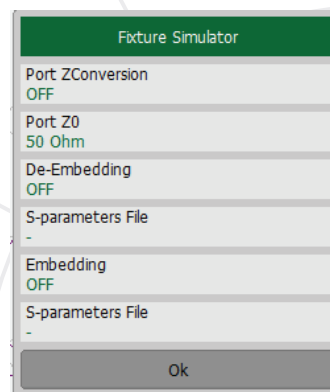 Fixture Simulator
Port ZConversion
OFF
Port Z0
50 Ohm
De-Embedding
OFF
S-parameters File
-
Embedding
OFF
S-parameters File
-
Ok